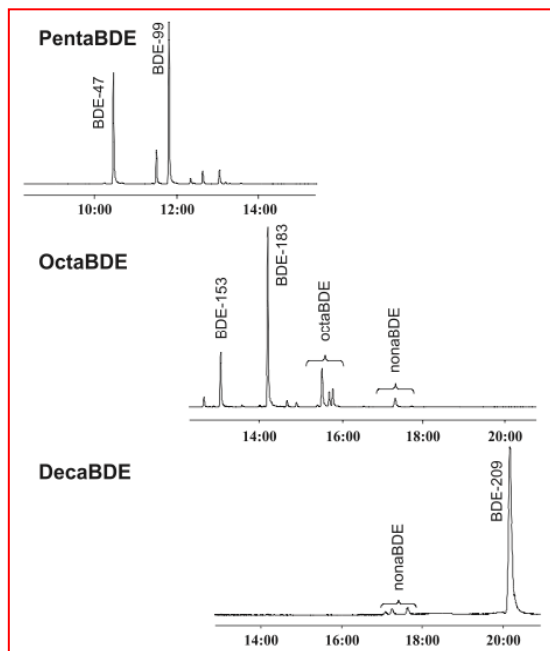 PentaBDE
BDE-47
BDE-99
10:00 12:00 14:00
OctaBDE
BDE-153
BDE-183
octaBDE
nonaBDE
14:00 16:00 18:00 20:00
DecaBDE
nonaBDE
BDE-209
14:00 16:00 18:00 20:00